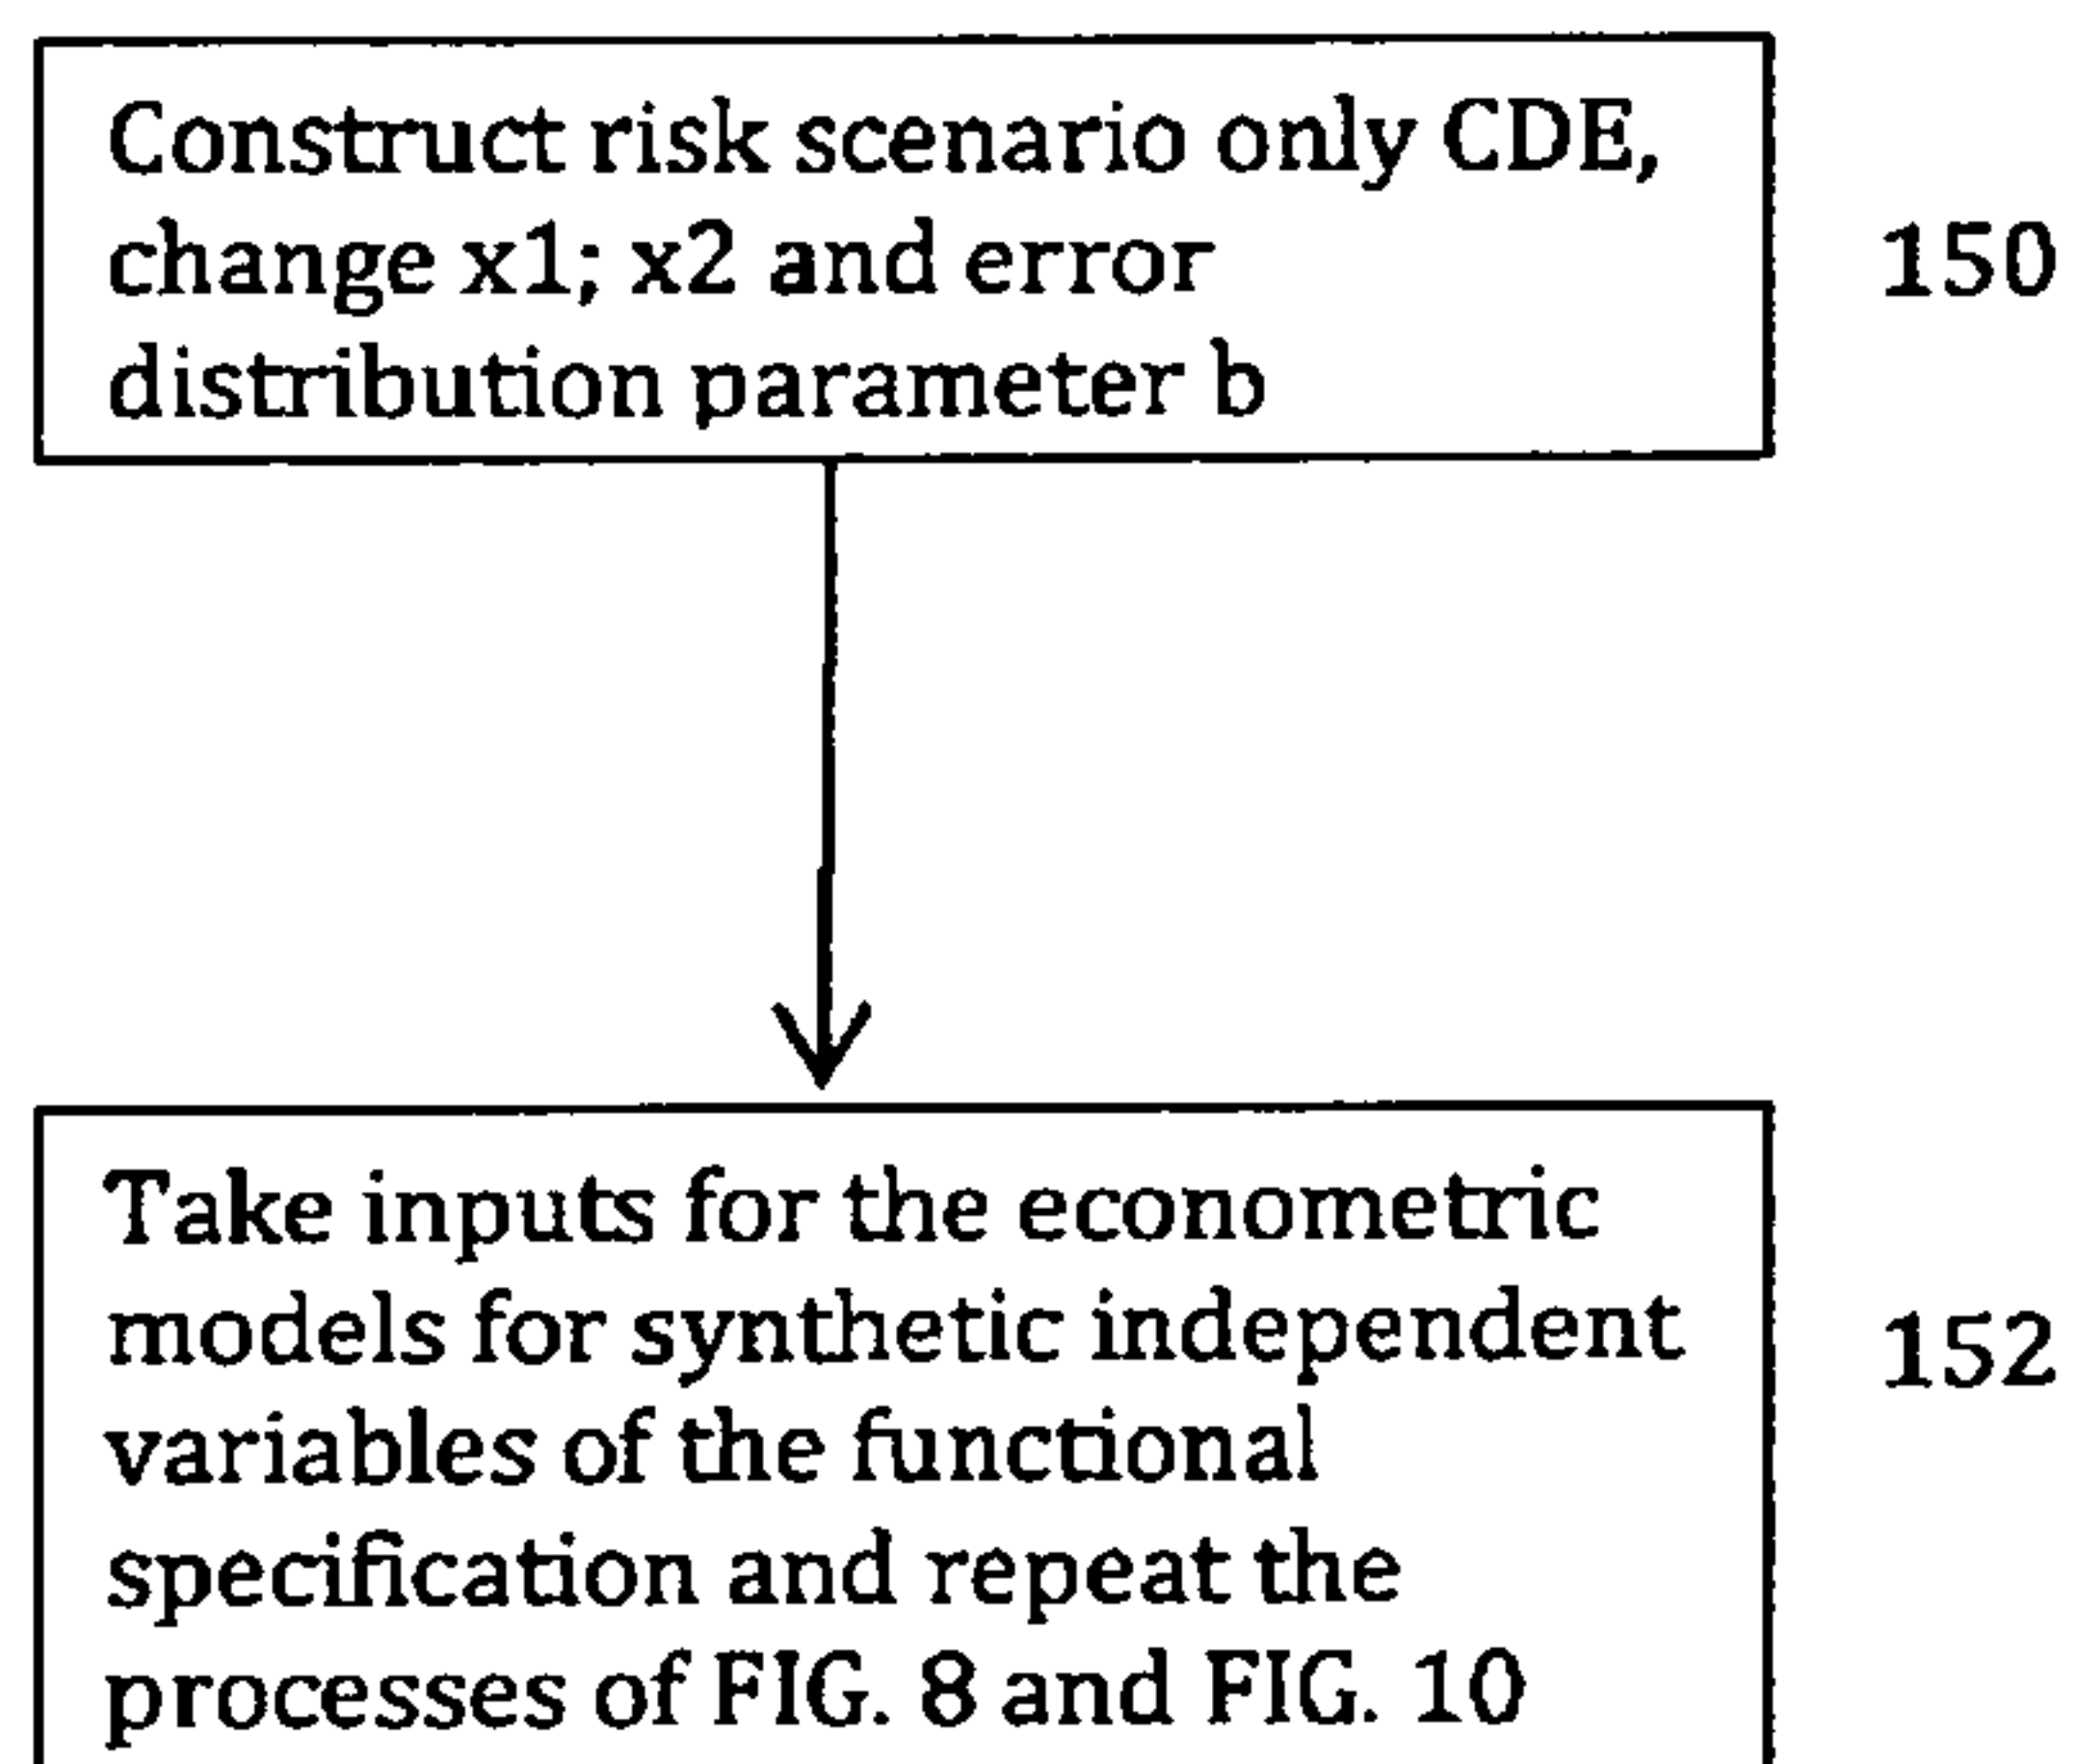 Construct risk scenario only CDE,
change x1; x2 and error
distribution parameter b
150
Take inputs for the econometric
models for synthetic independent
variables of the functional
specification and repeat the
processes of FIG. 8 and FIG. 10
152